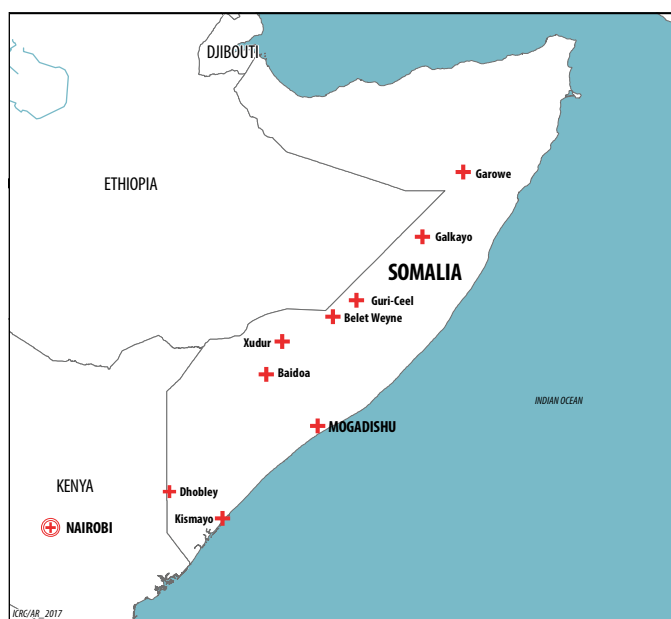 DJIBOUTI
ETHIOPIA
Garowe
Galkayo
SOMALIA
Guri-Ceel
Belet Weyne
Xudur
Baidoa
INDIAN OCEAN
MOGADISHU
KENYA
Dhobley
Kismayo
NAIROBI
ICRC/AR_2017